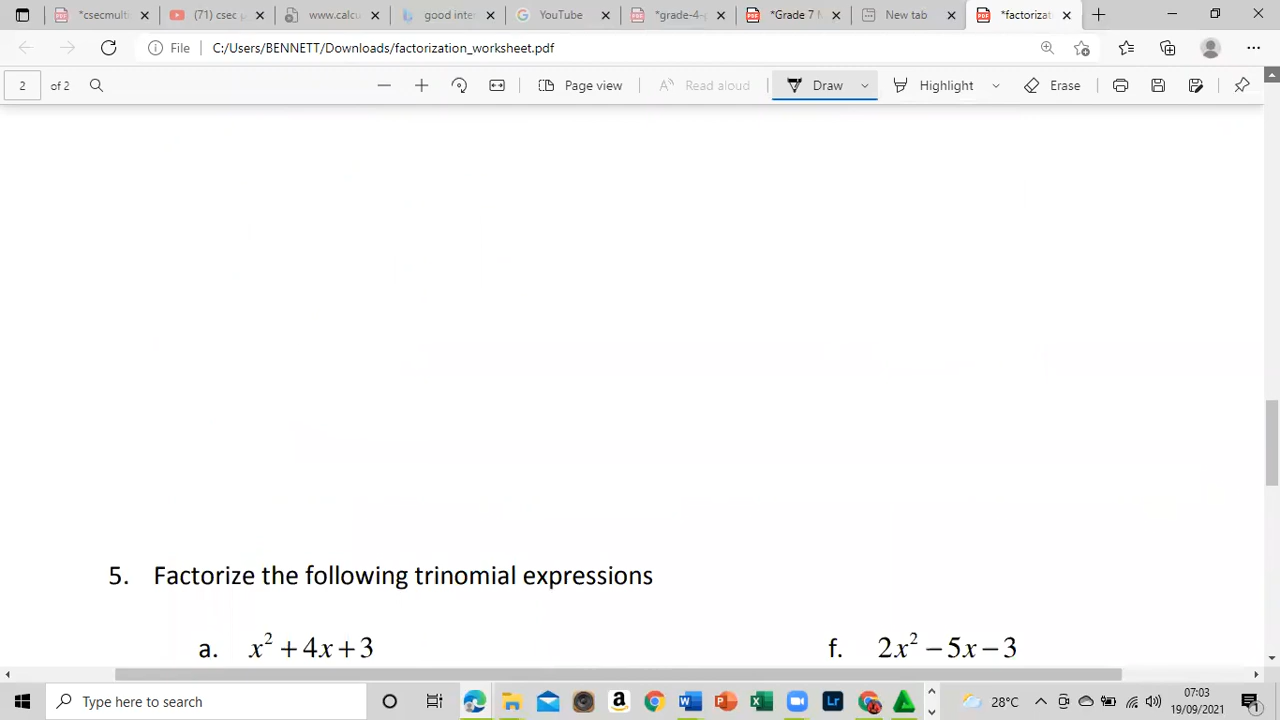 *secmulti
(71) csec
www.calcu
good inte
YouTube
*grade-4-
*Grade 7
New tab
*factorizat
File C:/Users/BENNETT/Downloads/factorization_worksheet.pdf
2 of 2 Page view Read aloud Draw Highlight Erase
5. Factorize the following trinomial expressions
a. x² + 4x + 3
f. 2x² − 5x − 3
Type here to search
28°C
07:03
19/09/2021